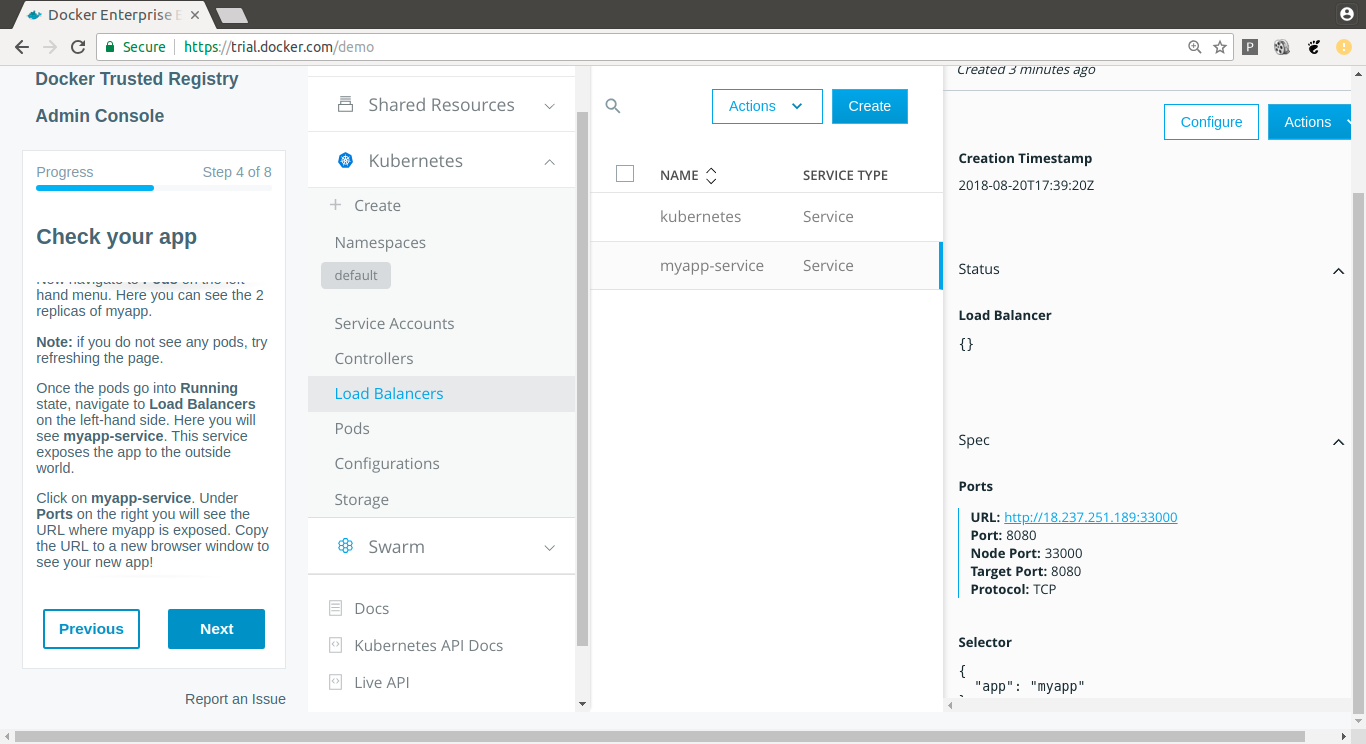 Docker Enterprise E
Secure
https://trial.docker.com/demo
Docker Trusted Registry
Admin Console
Progress
Step 4 of 8
Check your app
Now navigate to Pods on the left-
hand menu. Here you can see the 2
replicas of myapp.
Note: if you do not see any pods, try
refreshing the page.
Once the pods go into Running
state, navigate to Load Balancers
on the left-hand side. Here you will
see myapp-service. This service
exposes the app to the outside
world.
Click on myapp-service. Under
Ports on the right you will see the
URL where myapp is exposed. Copy
the URL to a new browser window to
see your new app!
Previous
Next
Report an Issue
Shared Resources
Kubernetes
+ Create
Namespaces
default
Service Accounts
Controllers
Load Balancers
Pods
Configurations
Storage
Swarm
Docs
Kubernetes API Docs
Live API
Actions
Create
NAME
SERVICE TYPE
kubernetes
Service
myapp-service
Service
Created 3 minutes ago
Configure
Actions
Creation Timestamp
2018-08-20T17:39:20Z
Status
Load Balancer
{}
Spec
Ports
URL: http://18.237.251.189:33000
Port: 8080
Node Port: 33000
Target Port: 8080
Protocol: TCP
Selector
{
"app": "myapp"
}